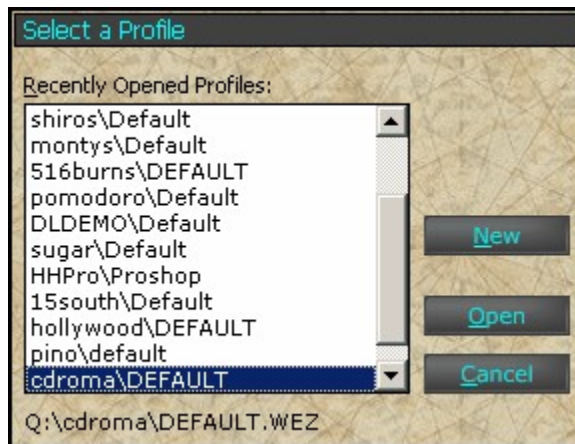 Select a Profile
Recently Opened Profiles:
shiros\Default
montys\Default
516burns\DEFAULT
pomodoro\Default
DLDEMO\Default
sugar\Default
HHPro\Proshop
15south\Default
hollywood\DEFAULT
pino\default
cdroma\DEFAULT
New
Open
Cancel
Q:\cdroma\DEFAULT.WEZ